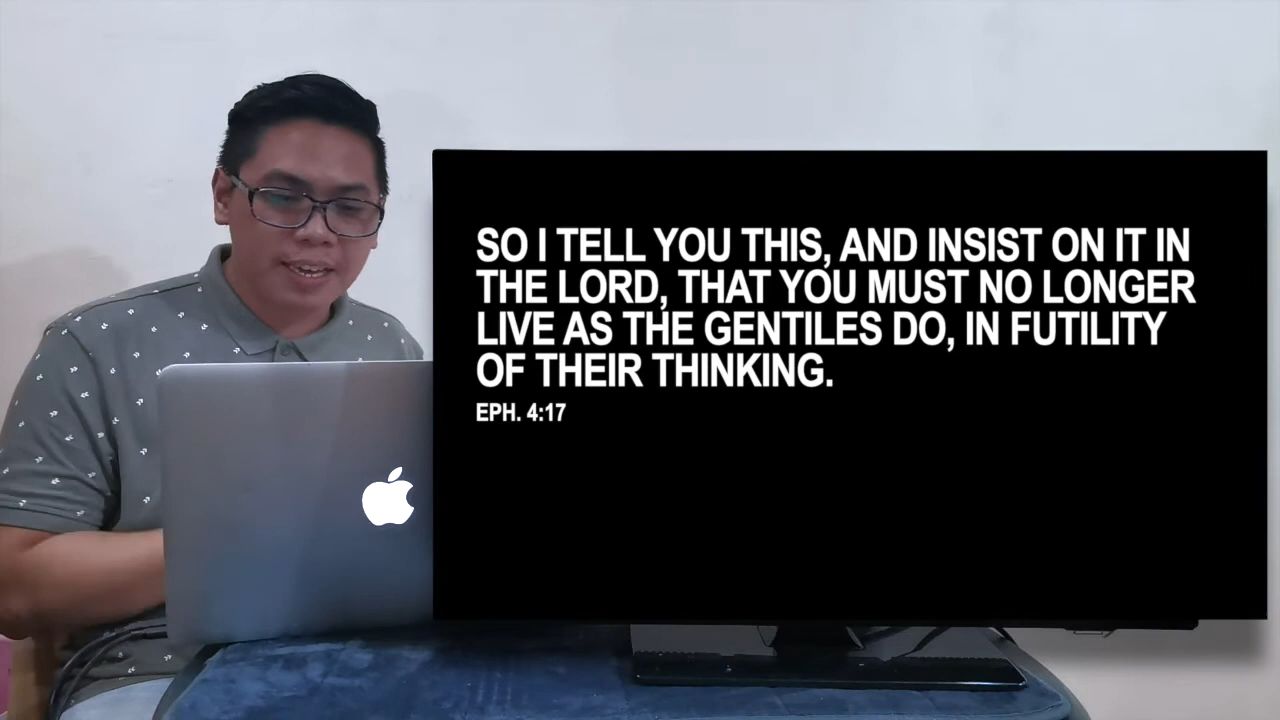 SO I TELL YOU THIS, AND INSIST ON IT IN
THE LORD, THAT YOU MUST NO LONGER
LIVE AS THE GENTILES DO, IN FUTILITY
OF THEIR THINKING.
EPH. 4:17